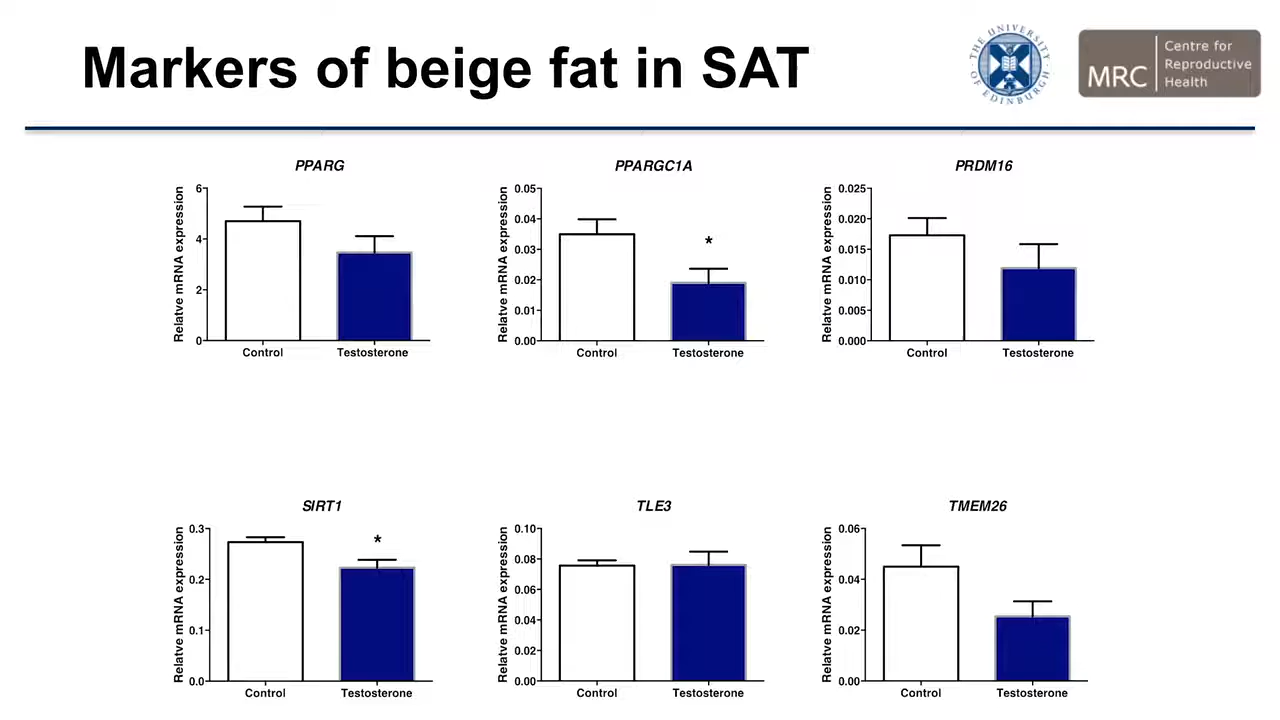 Markers of beige fat in SAT
THE UNIVERSITY OF EDINBURGH
MRC
Centre for
Reproductive
Health
PPARG
Relatve mRNA expression
6
4
2
0
Control
Testosterone
PPARGC1A
Relatve mRNA expression
0.05
0.04
0.03
0.02
0.01
0.00
*
Control
Testosterone
PRDM16
Relatve mRNA expression
0.025
0.020
0.015
0.010
0.005
0.000
Control
Testosterone
SIRT1
Relatve mRNA expression
0.3
0.2
0.1
0.0
*
Control
Testosterone
TLE3
Relatve mRNA expression
0.10
0.08
0.06
0.04
0.02
0.00
Control
Testosterone
TMEM26
Relatve mRNA expression
0.06
0.04
0.02
0.00
Control
Testosterone